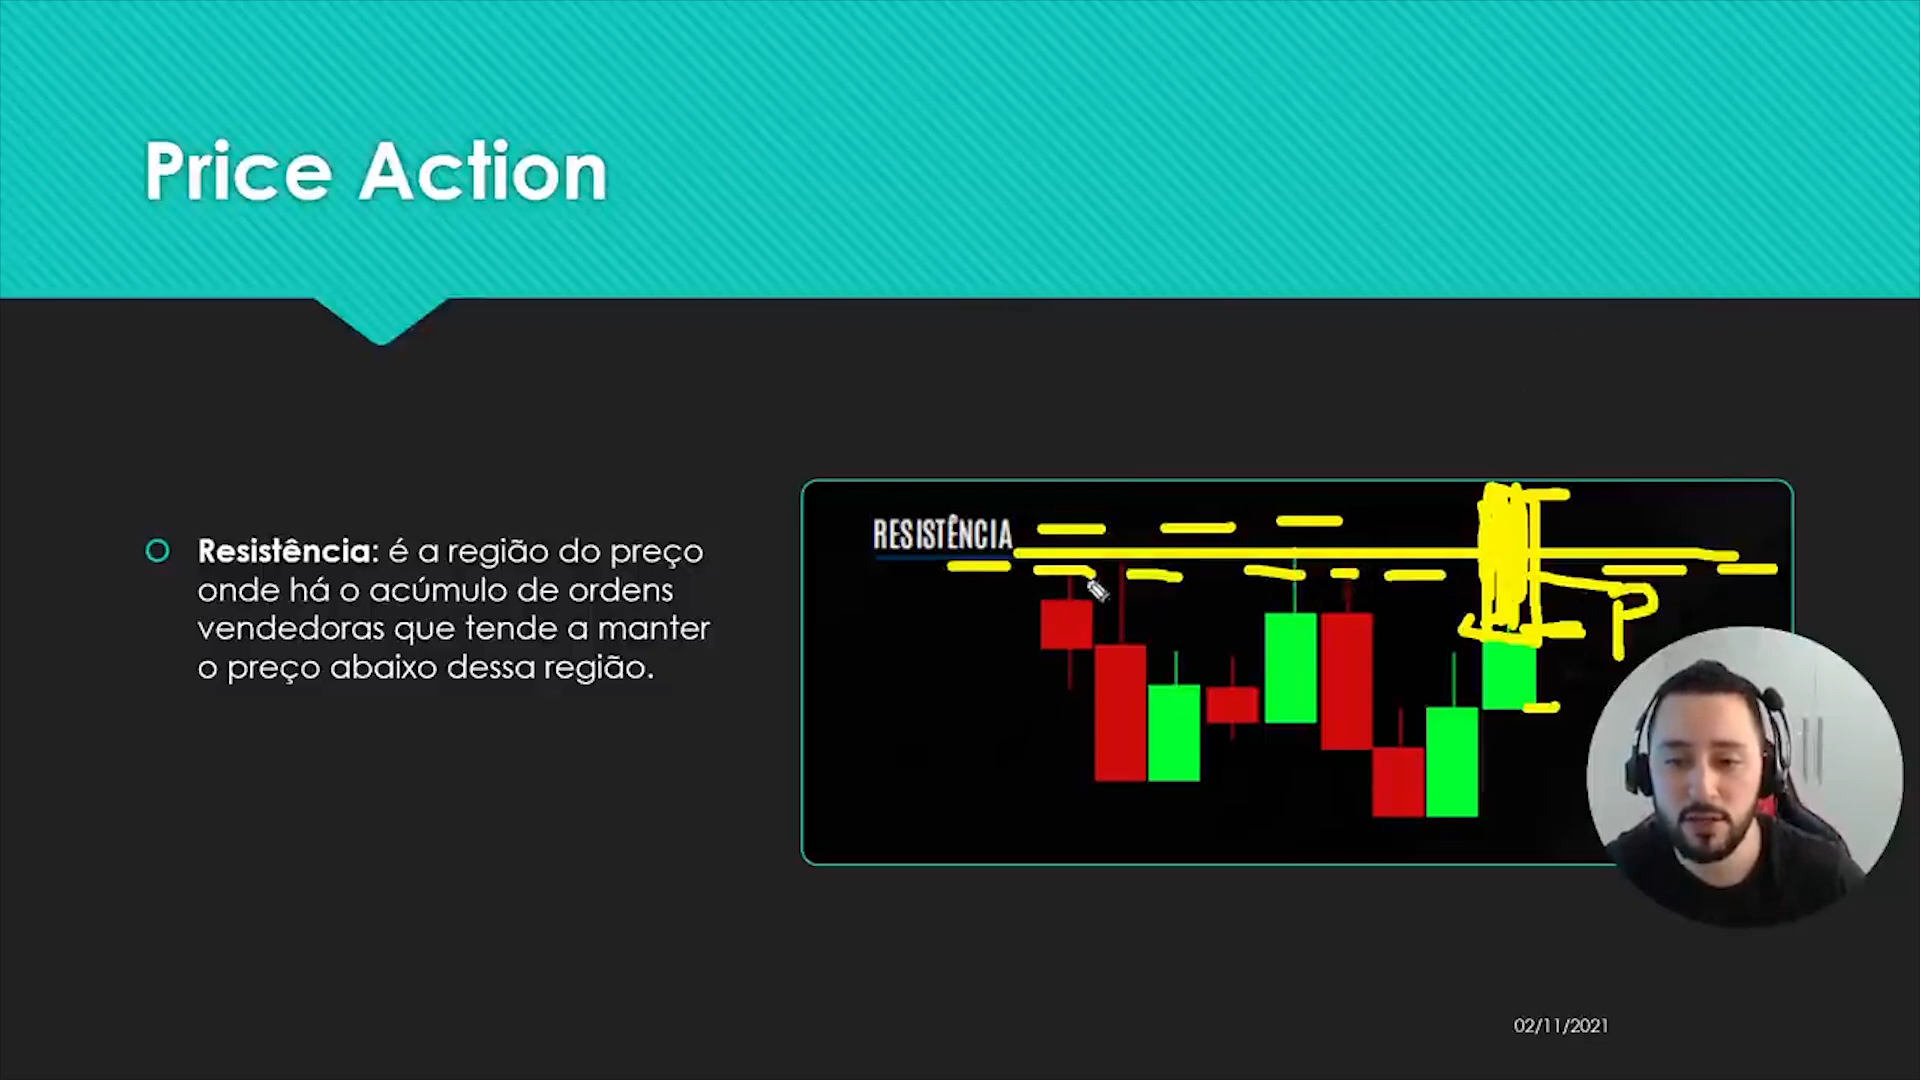 Price Action
Resistência: é a região do preço
onde há o acúmulo de ordens
vendedoras que tende a manter
o preço abaixo dessa região.
RESISTÊNCIA
02/11/2021